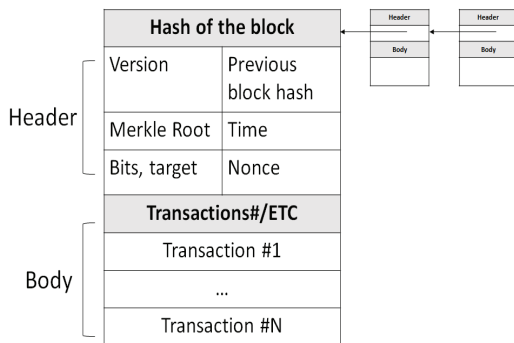 Hash of the block
Version
Previous
block hash
Merkle Root
Time
Bits, target
Nonce
Header
Transactions#/ETC
Transaction #1
...
Transaction #N
Body
Header
Body
Header
Body